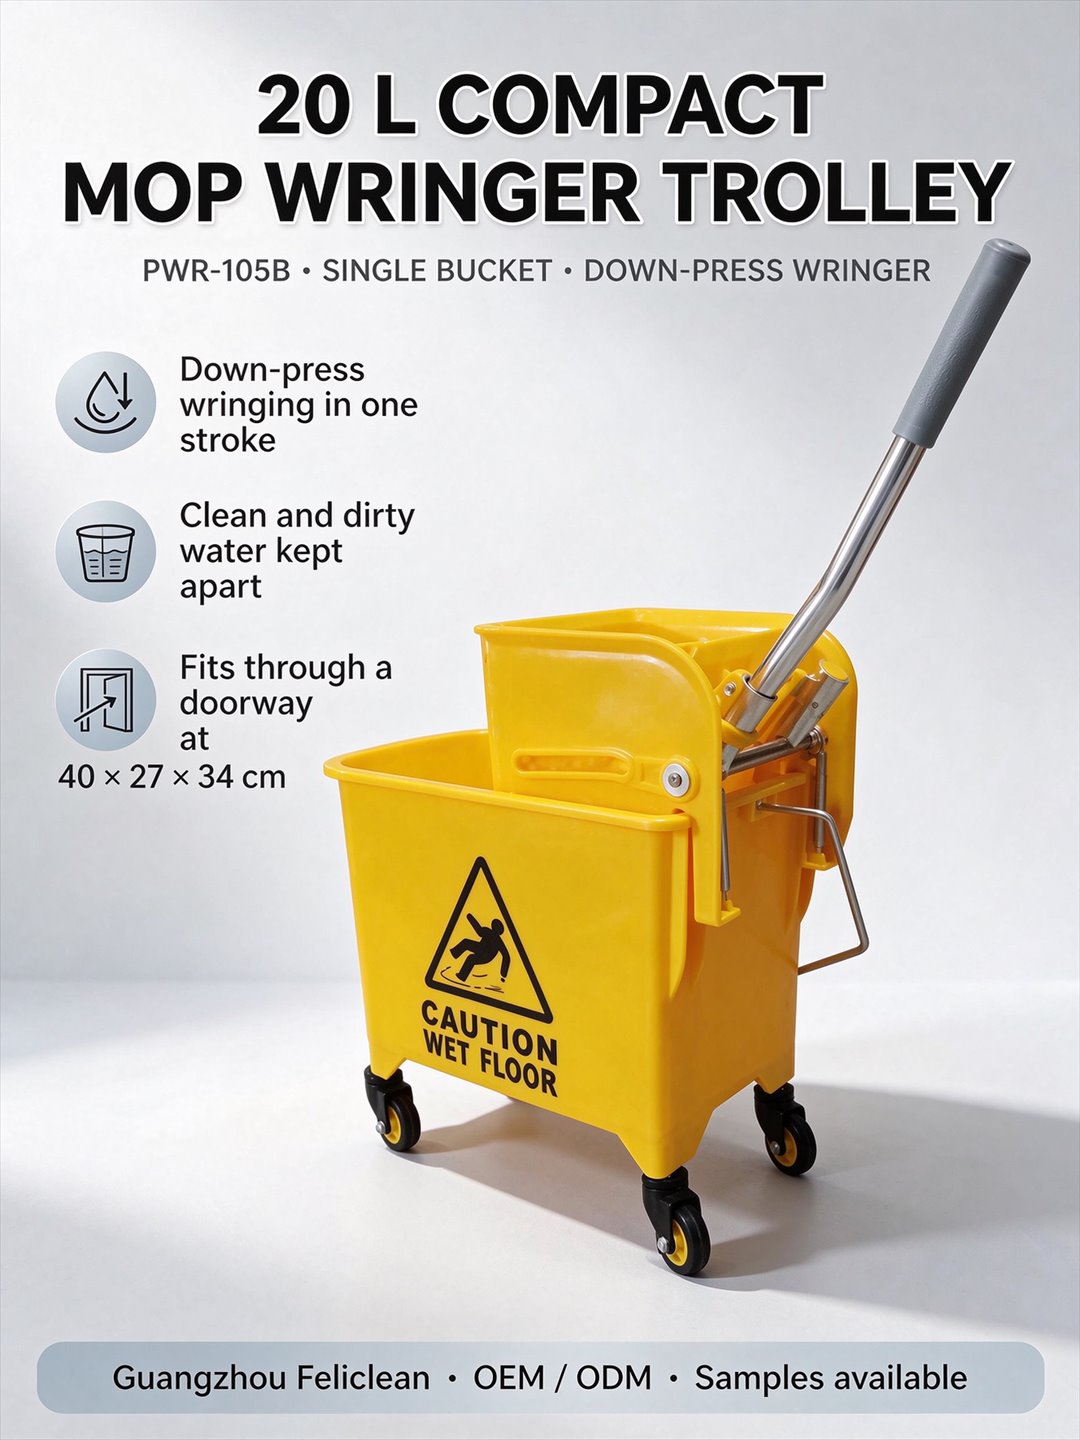 20 L COMPACT
MOP WRINGER TROLLEY
PWR-105B • SINGLE BUCKET • DOWN-PRESS WRINGER
Down-press
wringing in one
stroke
Clean and dirty
water kept
apart
Fits through a
doorway
at
40 × 27 × 34 cm
CAUTION
WET FLOOR
Guangzhou Feliclean • OEM / ODM • Samples available